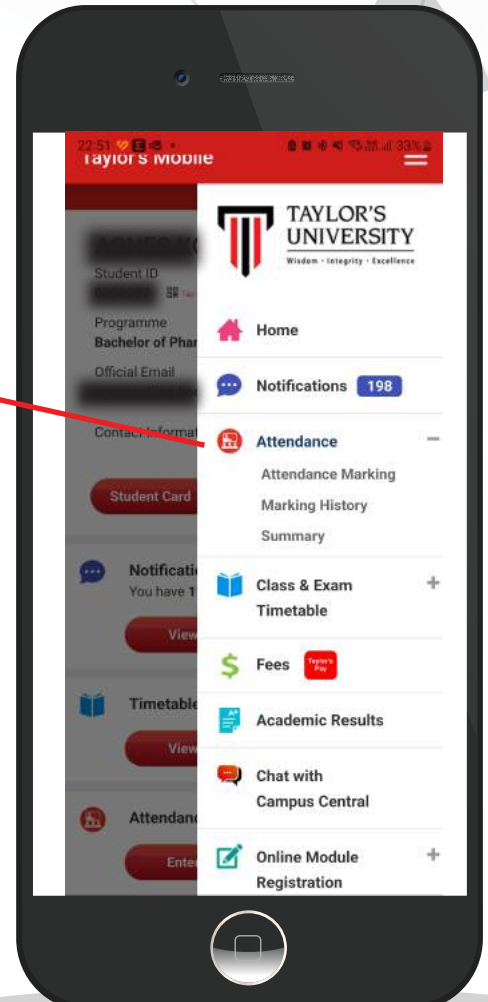 22:51
33%
Taylor's Mobile
Student ID
Programme
Bachelor of Phar
Official Email
Contact Informat
Student Card
Notificati
You have 1
View
Timetable
View
Attendan
Enter
TAYLOR'S
UNIVERSITY
Wisdom · Integrity · Excellence
Home
Notifications 198
Attendance −
Attendance Marking
Marking History
Summary
Class & Exam +
Timetable
Fees Taylor's
Pay
Academic Results
Chat with
Campus Central
Online Module +
Registration